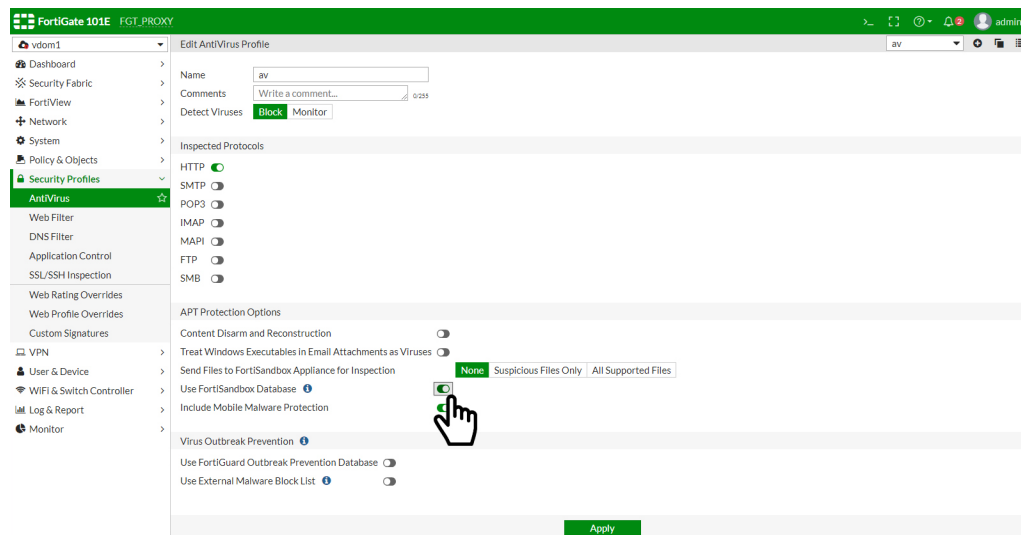 FortiGate 101E FGT_PROXY
>_ 2 admin
vdom1
Edit AntiVirus Profile
av
Dashboard
Security Fabric
FortiView
Network
System
Policy & Objects
Security Profiles
AntiVirus
Web Filter
DNS Filter
Application Control
SSL/SSH Inspection
Web Rating Overrides
Web Profile Overrides
Custom Signatures
VPN
User & Device
WiFi & Switch Controller
Log & Report
Monitor
Name av
Comments Write a comment... 0/255
Detect Viruses Block Monitor
Inspected Protocols
HTTP
SMTP
POP3
IMAP
MAPI
FTP
SMB
APT Protection Options
Content Disarm and Reconstruction
Treat Windows Executables in Email Attachments as Viruses
Send Files to FortiSandbox Appliance for Inspection None Suspicious Files Only All Supported Files
Use FortiSandbox Database
Include Mobile Malware Protection
Virus Outbreak Prevention
Use FortiGuard Outbreak Prevention Database
Use External Malware Block List
Apply